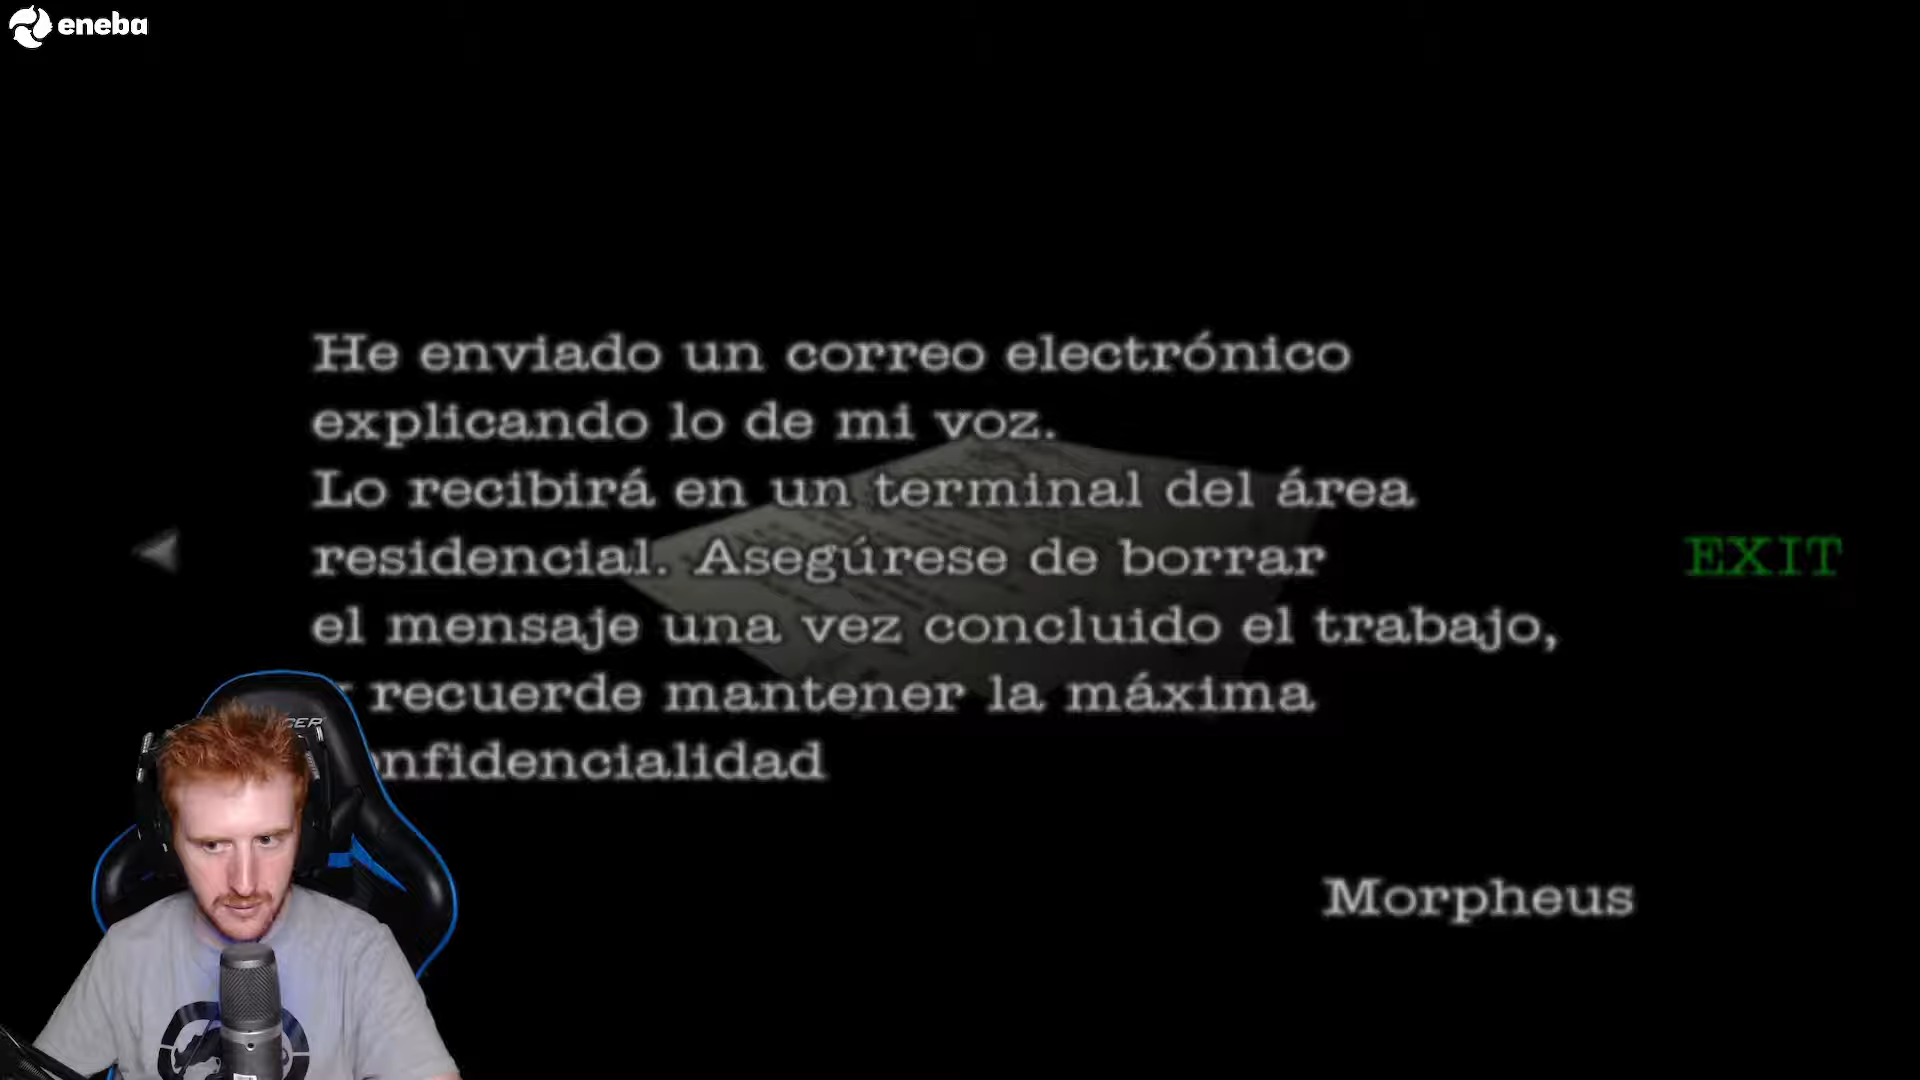 eneba
He enviado un correo electrónico
explicando lo de mi voz.
Lo recibirá en un terminal del área
residencial. Asegúrese de borrar
EXIT
el mensaje una vez concluido el trabajo,
recuerde mantener la máxima
Morpheus